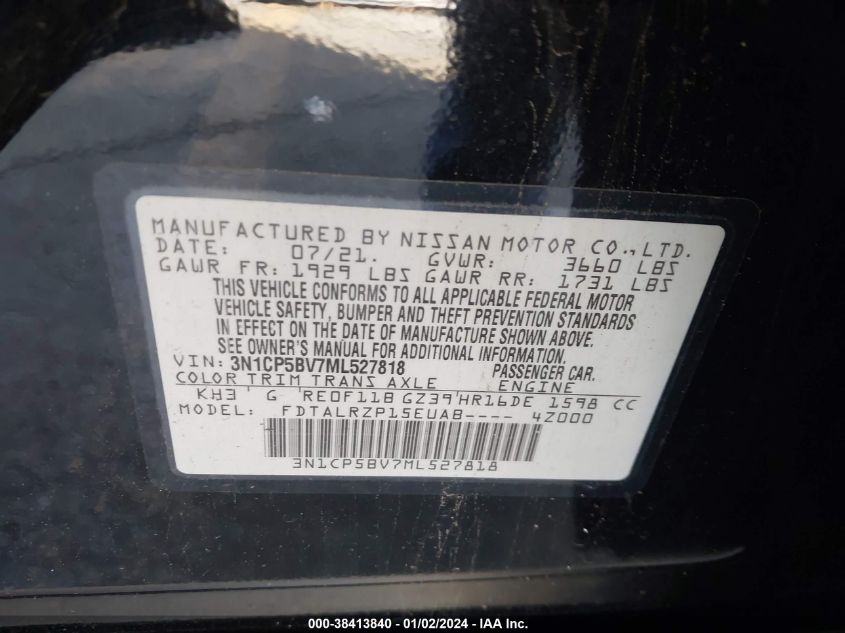 MANUFACTURED BY NISSAN MOTOR CO., LTD.
DATE: 07/21. GVWR: 3660 LBS
GAWR FR: 1929 LBS GAWR RR: 1731 LBS
THIS VEHICLE CONFORMS TO ALL APPLICABLE FEDERAL MOTOR
VEHICLE SAFETY, BUMPER AND THEFT PREVENTION STANDARDS
IN EFFECT ON THE DATE OF MANUFACTURE SHOWN ABOVE.
SEE OWNER'S MANUAL FOR ADDITIONAL INFORMATION.
VIN: 3N1CP5BV7ML527818 PASSENGER CAR.
COLOR TRIM TRANS AXLE ENGINE
KH3 G RE0F11B GZ39 HR16DE 1598 CC
MODEL: FDTALRZP15EUAB---- 4Z000
3N1CP5BV7ML527818
000-38413840 - 01/02/2024 - IAA Inc.